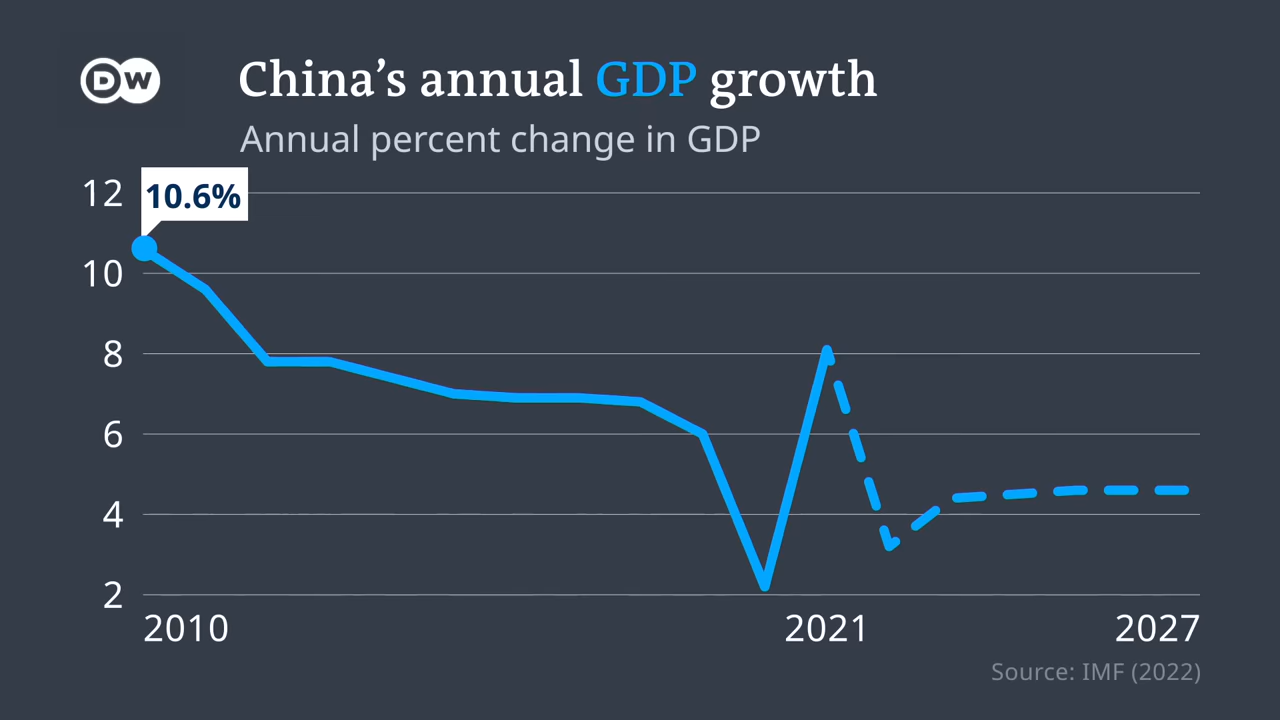 DW
China’s annual GDP growth
Annual percent change in GDP
12
10.6%
10
8
6
4
2
2010 2021 2027
Source: IMF (2022)